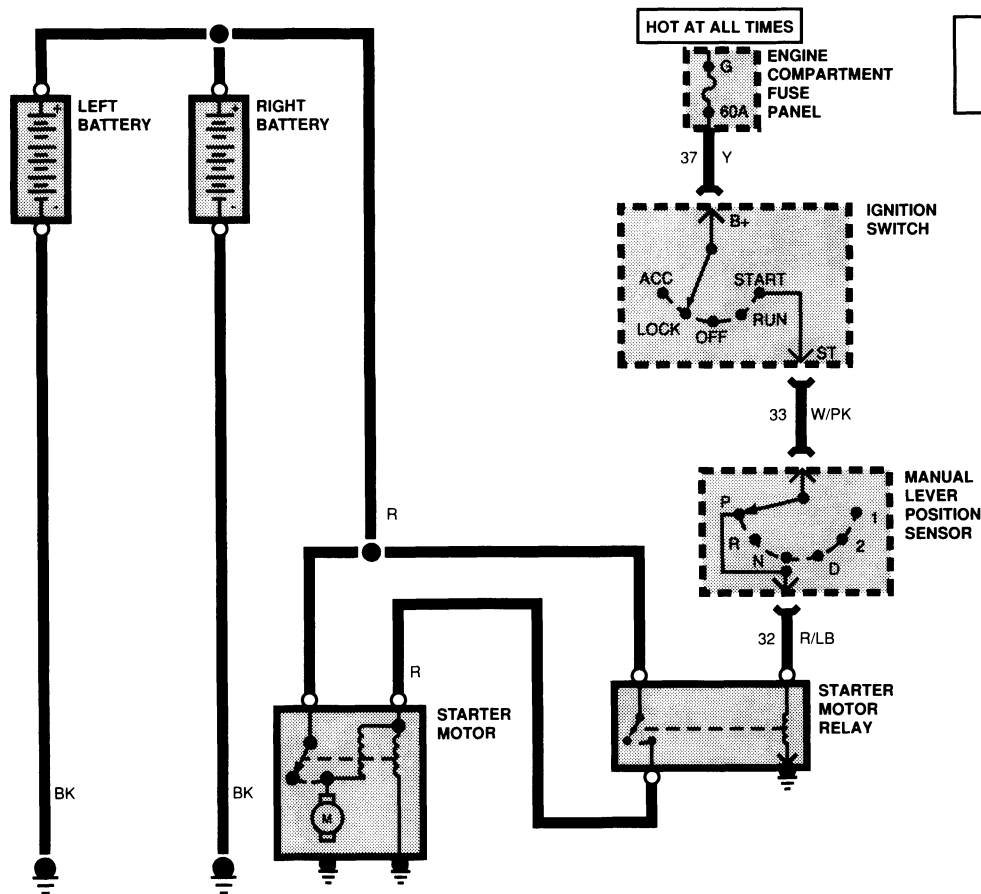 HOT AT ALL TIMES
G
60A
ENGINE
COMPARTMENT
FUSE
PANEL
+
LEFT
BATTERY
-
+
RIGHT
BATTERY
-
37 Y
IGNITION
SWITCH
B+
ACC
START
LOCK
OFF
RUN
ST
33 W/PK
MANUAL
LEVER
POSITION
SENSOR
P
R
N
D
2
1
R
32 R/LB
R
STARTER
MOTOR
M
STARTER
MOTOR
RELAY
BK
BK